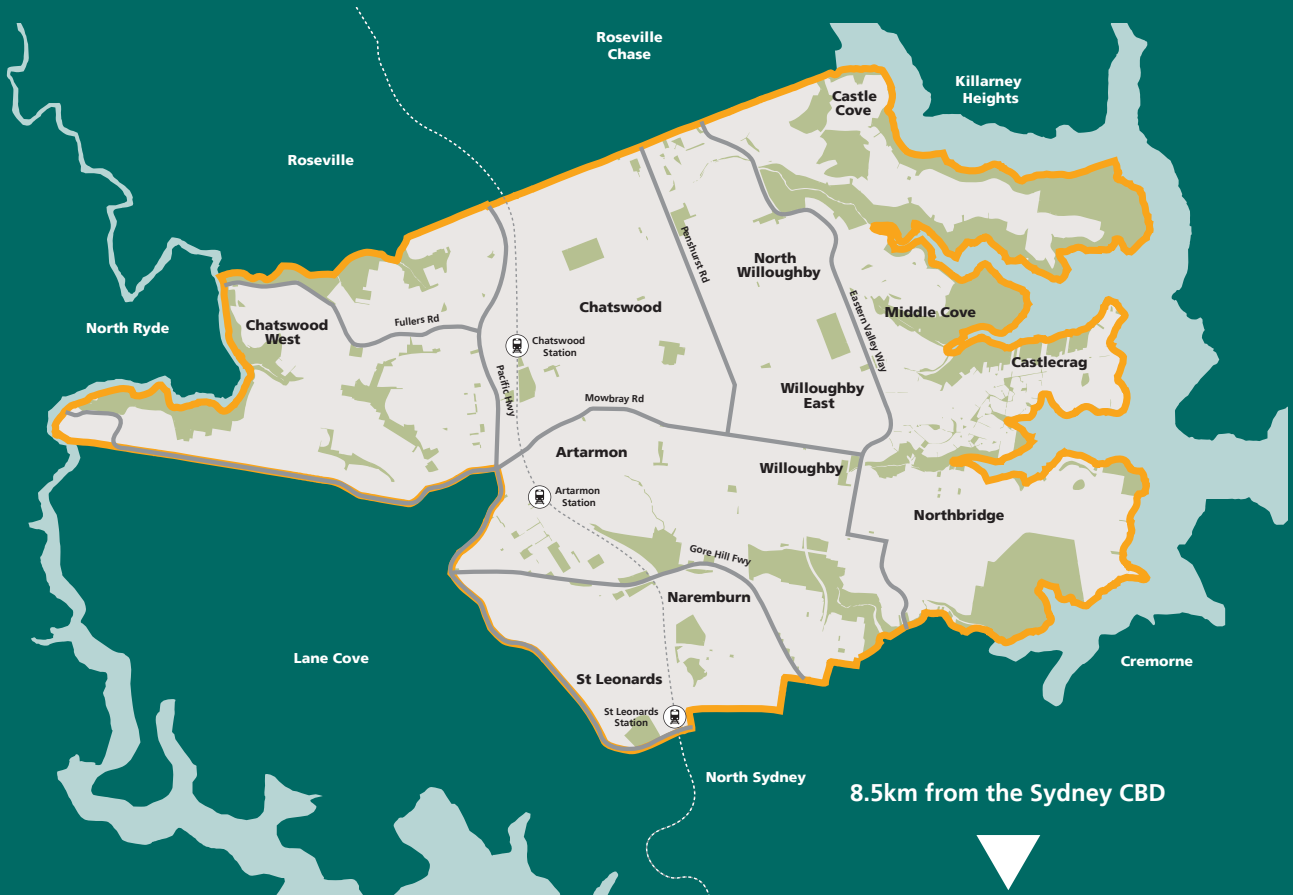 Roseville
Chase
Killarney
Heights
Castle
Cove
Roseville
North
Willoughby
Penshurst Rd
Chatswood
Middle Cove
Eastern Valley Way
Fullers Rd
North Ryde
Chatswood
West
Chatswood
Station
Castlecrag
Pacific Hwy
Willoughby
East
Mowbray Rd
Artarmon
Willoughby
Artarmon
Station
Northbridge
Gore Hill Fwy
Naremburn
Lane Cove
Cremorne
St Leonards
St Leonards
Station
North Sydney
8.5km from the Sydney CBD